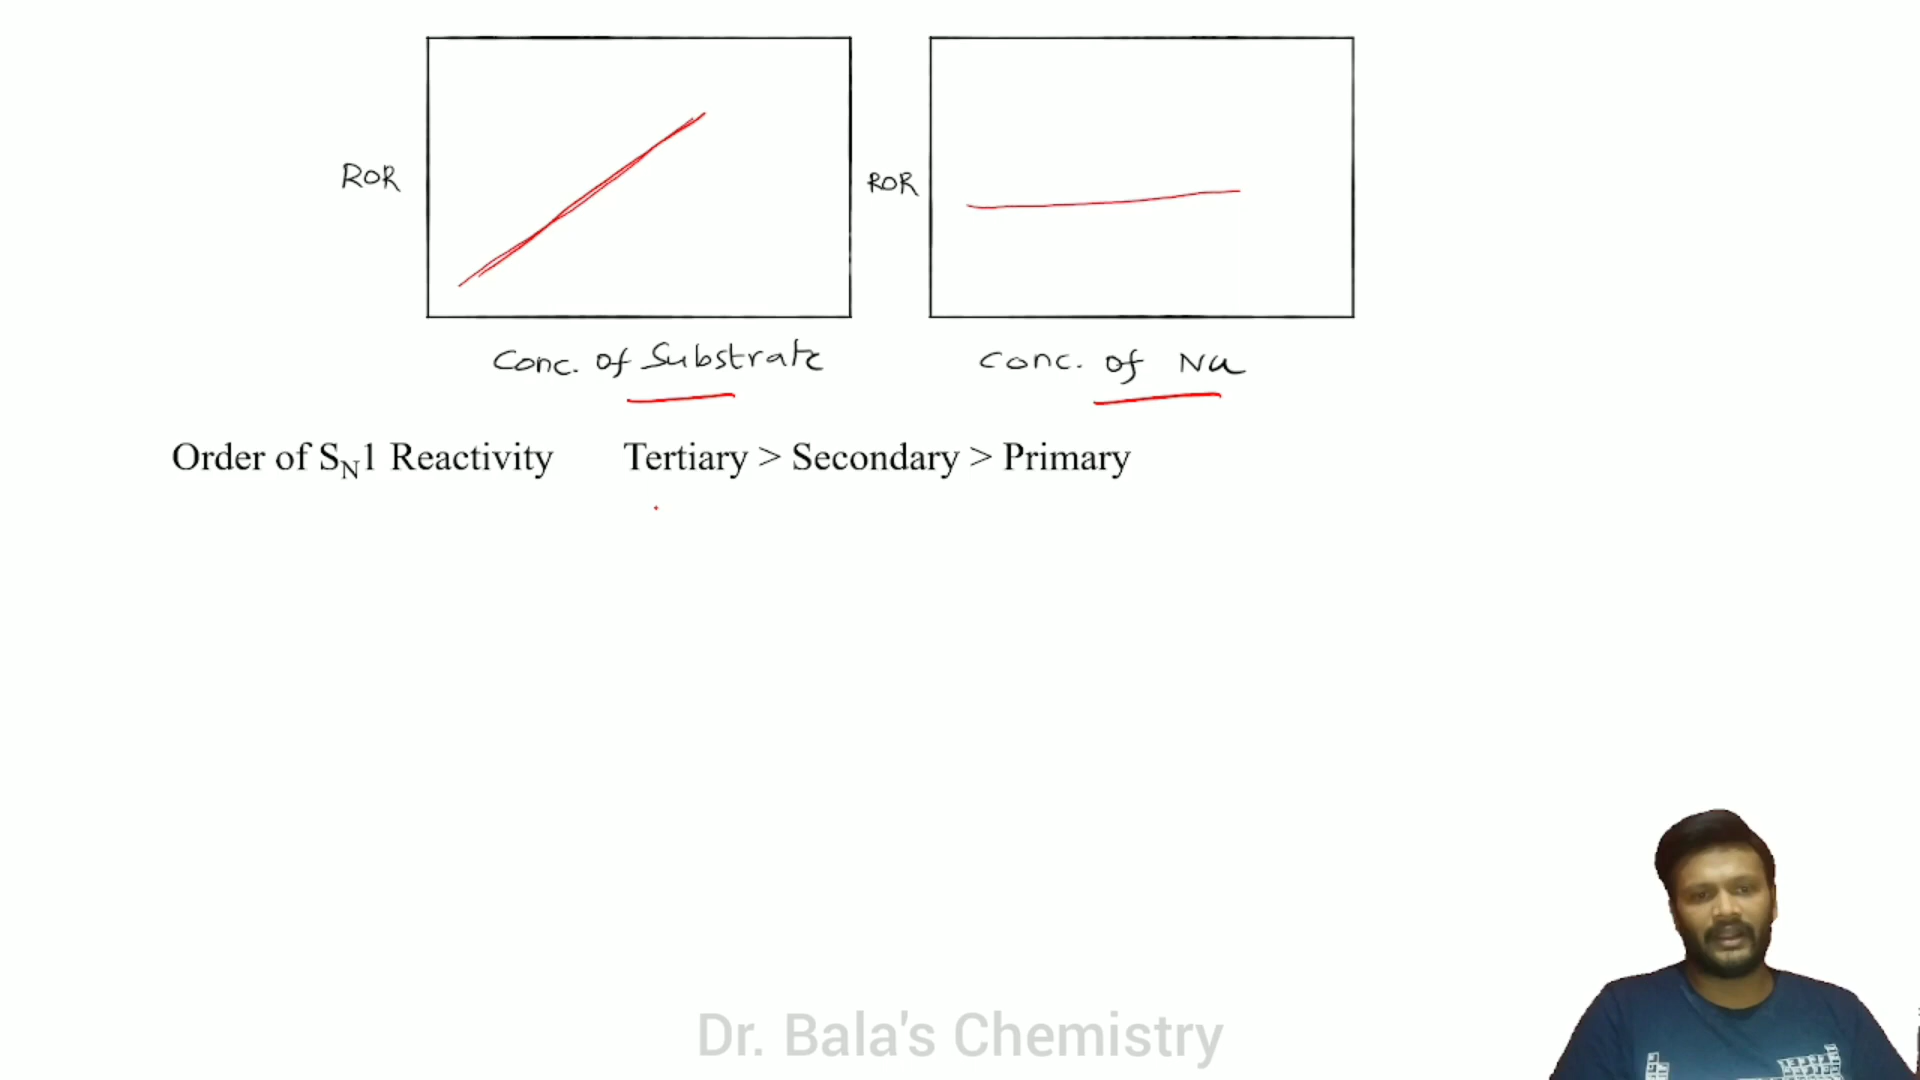 ROR
ROR
Conc. of Substrate
Conc. of Nu
Order of SN1 Reactivity Tertiary > Secondary > Primary
Dr. Bala's Chemistry